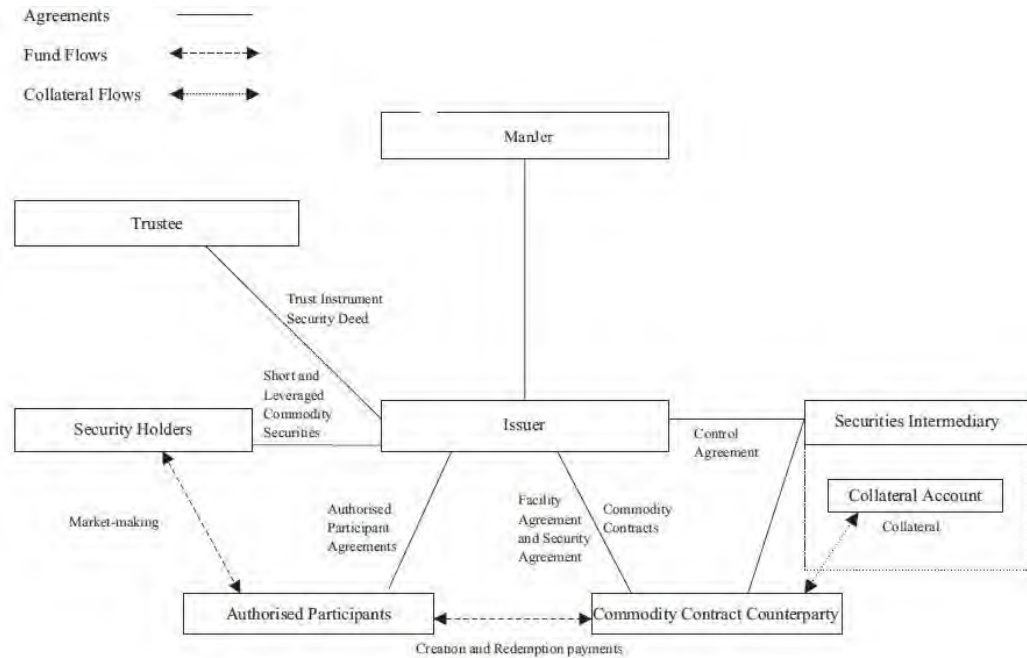 Agreements
Fund Flows
Collateral Flows
ManJer
Trustee
Trust Instrument
Security Deed
Short and
Leveraged
Commodity
Securities
Security Holders
Issuer
Securities Intermediary
Control
Agreement
Collateral Account
Collateral
Market-making
Authorised
Participant
Agreements
Facility
Agreement
and Security
Agreement
Commodity
Contracts
Authorised Participants
Commodity Contract Counterparty
Creation and Redemption payments